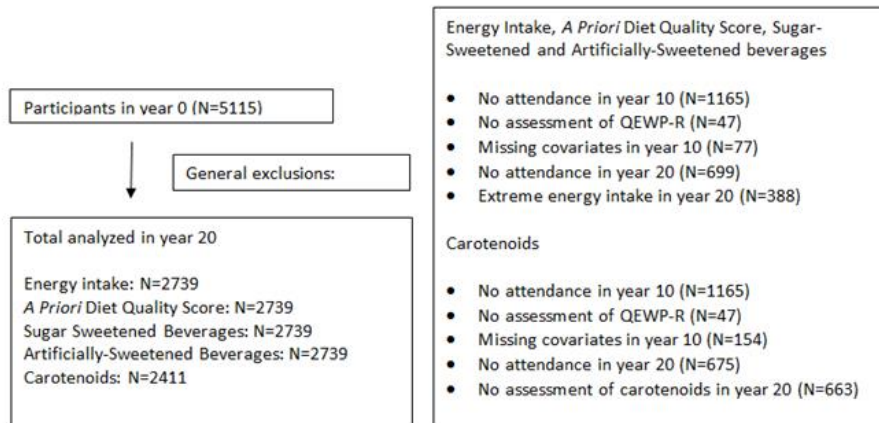 Participants in year 0 (N=5115)
General exclusions:
Total analyzed in year 20
Energy intake: N=2739
A Priori Diet Quality Score: N=2739
Sugar Sweetened Beverages: N=2739
Artificially-Sweetened Beverages: N=2739
Carotenoids: N=2411
Energy Intake, A Priori Diet Quality Score, Sugar-
Sweetened and Artificially-Sweetened beverages
• No attendance in year 10 (N=1165)
• No assessment of QEWP-R (N=47)
• Missing covariates in year 10 (N=77)
• No attendance in year 20 (N=699)
• Extreme energy intake in year 20 (N=388)
Carotenoids
• No attendance in year 10 (N=1165)
• No assessment of QEWP-R (N=47)
• Missing covariates in year 10 (N=154)
• No attendance in year 20 (N=675)
• No assessment of carotenoids in year 20 (N=663)